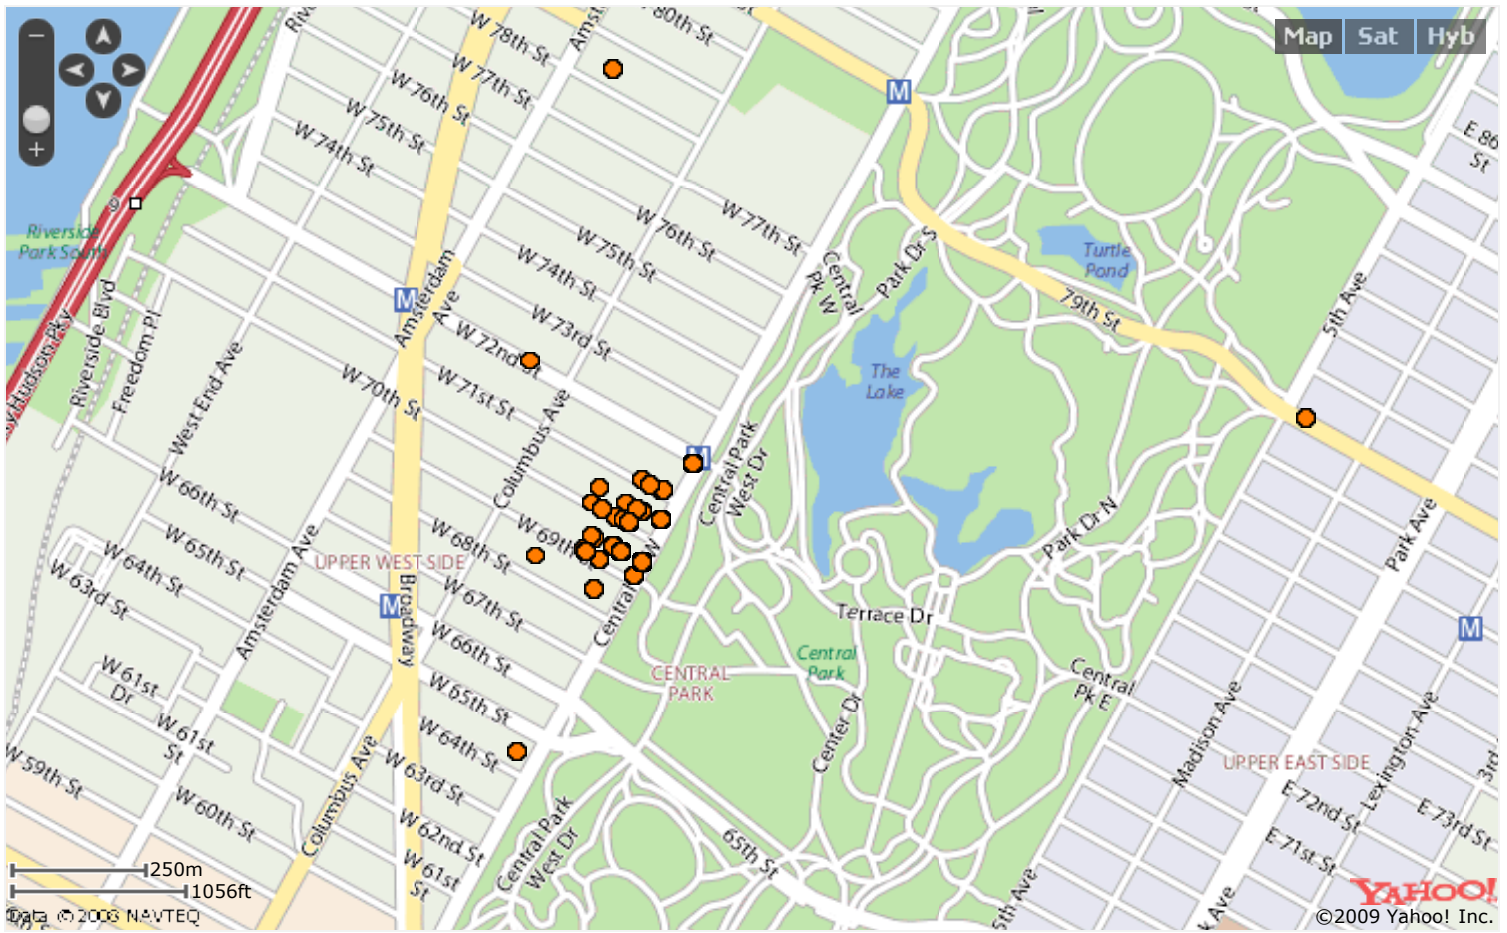 Map
Sat
Hyb
W 78th St
W 80th St
W 77th St
W 76th St
W 75th St
W 74th St
E 86
St
Riverside
Park South
W 77th St
W 76th St
W 75th St
W 74th St
W 73rd St
Central
Pk W
Park Dr S
Turtle
Pond
79th St
5th Ave
Amsterdam
Ave
Riverside Blvd
Freedom Pl
West End Ave
W 72nd St
W 71st St
W 70th St
Columbus Ave
The
Lake
Central Park
West Dr
W 66th St
W 65th St
W 64th St
W 63rd St
UPPER WEST SIDE
W 69th
W 68th St
W 67th St
W 66th St
W 65th St
W 64th St
W 63rd St
W 62nd St
W 61st
St
Broadway
Amsterdam Ave
Central
Park Dr N
Park Ave
Terrace Dr
CENTRAL
PARK
Central
Park
Central
Pk E
Center Dr
W 61st
Dr
W 61st
St
W 59th St
W 60th St
Columbus Ave
Central Park
West Dr
65th St
Madison Ave
Lexington Ave
3rd
UPPER EAST SIDE
E 72nd St
E 73rd St
E 71st St
5th Ave
250m
1056ft
YAHOO!
Data © 2008 NAVTEQ
©2009 Yahoo! Inc.